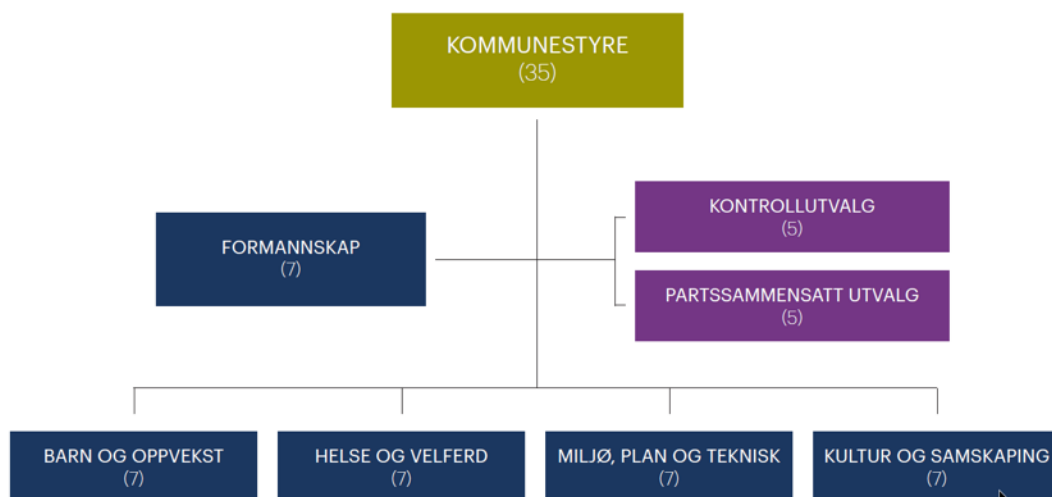 KOMMUNESTYRE
(35)
FORMANNSKAP
(7)
KONTROLLUTVALG
(5)
PARTSSAMMENSATT UTVALG
(5)
BARN OG OPPVEKST
(7)
HELSE OG VELFERD
(7)
MILJØ, PLAN OG TEKNISK
(7)
KULTUR OG SAMSKAPING
(7)